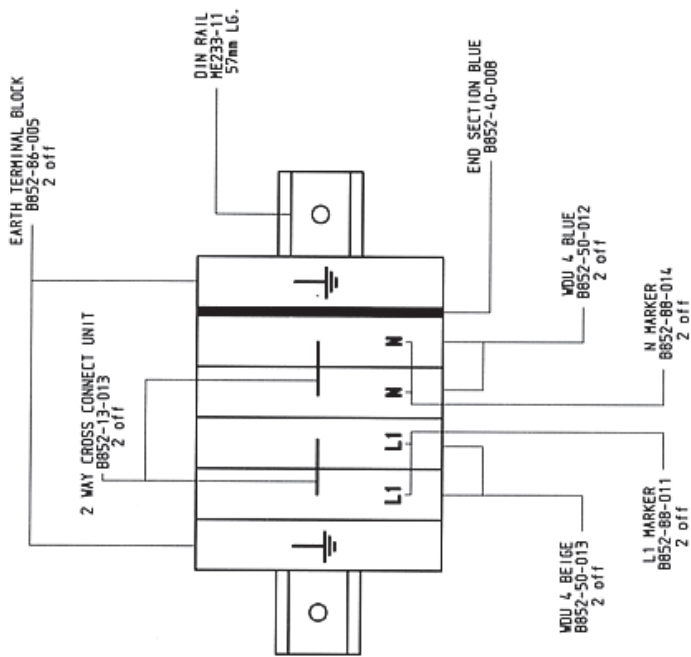 EARTH TERMINAL BLOCK
B852-86-005
2 off
2 WAY CROSS CONNECT UNIT
B852-13-013
2 off
DIN RAIL
ME233-11
57mm LG.
L1
L1
N
N
END SECTION BLUE
B852-40-008
WDU 4 BEIGE
B852-50-013
2 off
WDU 4 BLUE
B852-50-012
2 off
L1 MARKER
B852-88-011
2 off
N MARKER
B852-88-014
2 off